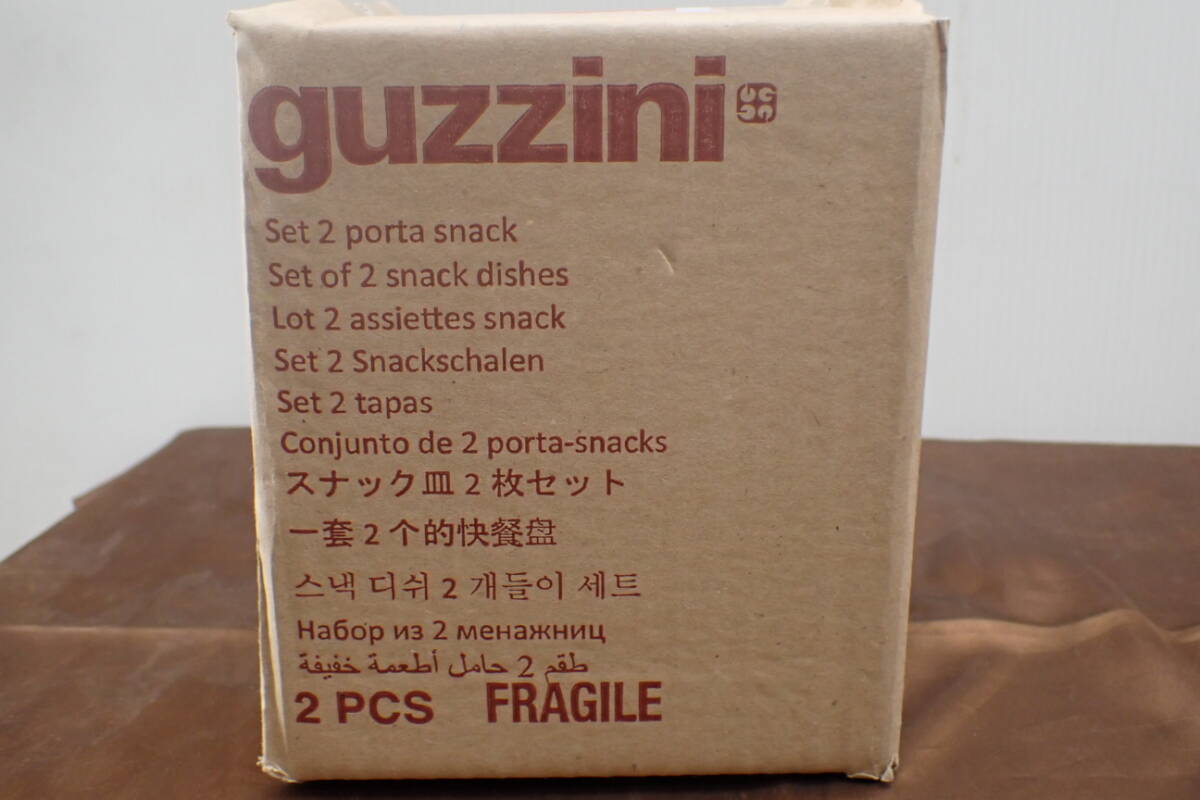 guzzini
Set 2 porta snack
Set of 2 snack dishes
Lot 2 assiettes snack
Set 2 Snackschalen
Set 2 tapas
Conjunto de 2 porta-snacks
スナック皿 2 枚セット
一套 2 个的快餐盘
스낵 디쉬 2 개들이 세트
Набор из 2 менажниц
طقم 2 حامل أطعمة خفيفة
2 PCS FRAGILE